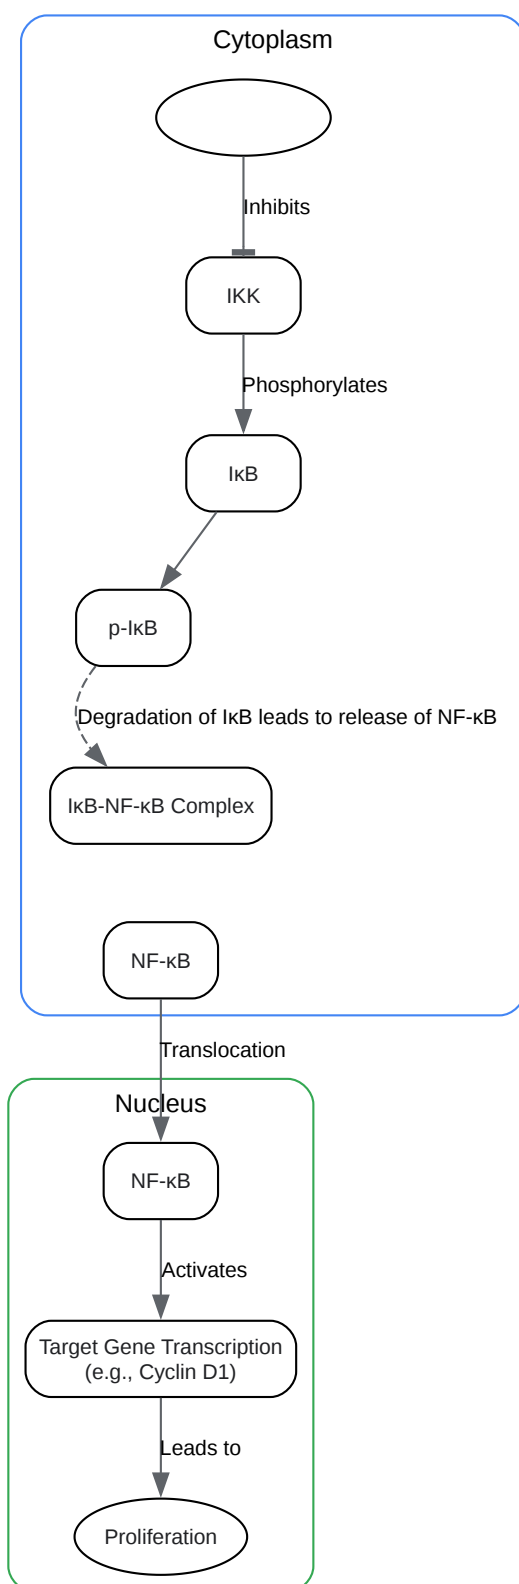 Cytoplasm
Inhibits
IKK
Phosphorylates
IκB
p-IκB
Degradation of IκB leads to release of NF-κB
IκB-NF-κB Complex
NF-κB
Translocation
Nucleus
NF-κB
Activates
Target Gene Transcription
(e.g., Cyclin D1)
Leads to
Proliferation